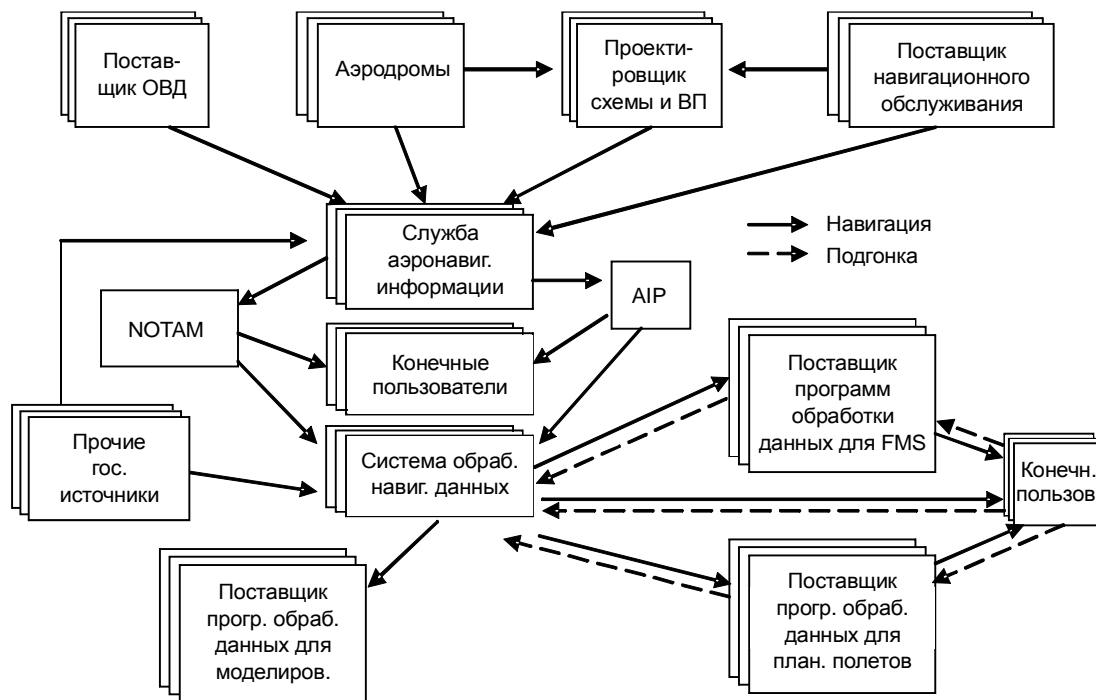 Постав-
щик ОВД
Аэродромы
Проекти-
ровщик
схемы и ВП
Поставщик
навигационного
обслуживания
Служба
аэронавиг.
информации
Навигация
Подгонка
NOTAM
AIP
Конечные
пользователи
Поставщик
программ
обработки
данных для FMS
Прочие
гос.
источники
Система обраб.
навиг. данных
Конечн.
пользов.
Поставщик
прогр. обраб.
данных для
моделиров.
Поставщик
прогр. обраб.
данных для
план. полетов